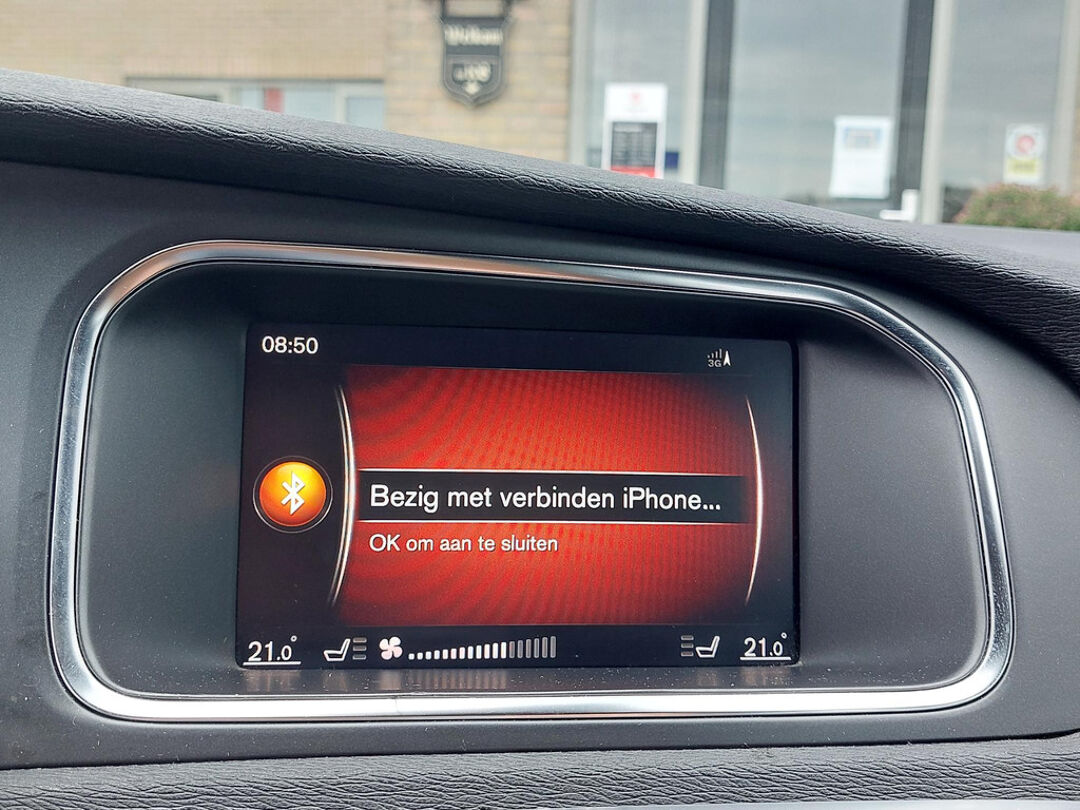 08:50
3G
Bezig met verbinden iPhone...
OK om aan te sluiten
21.0°
21.0°